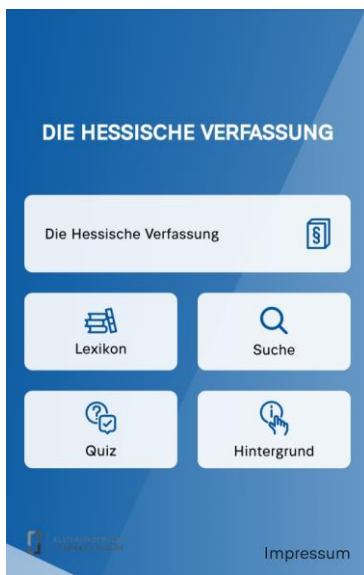 DIE HESSISCHE VERFASSUNG
Die Hessische Verfassung
§
Lexikon
Suche
Quiz
Hintergrund
Impressum